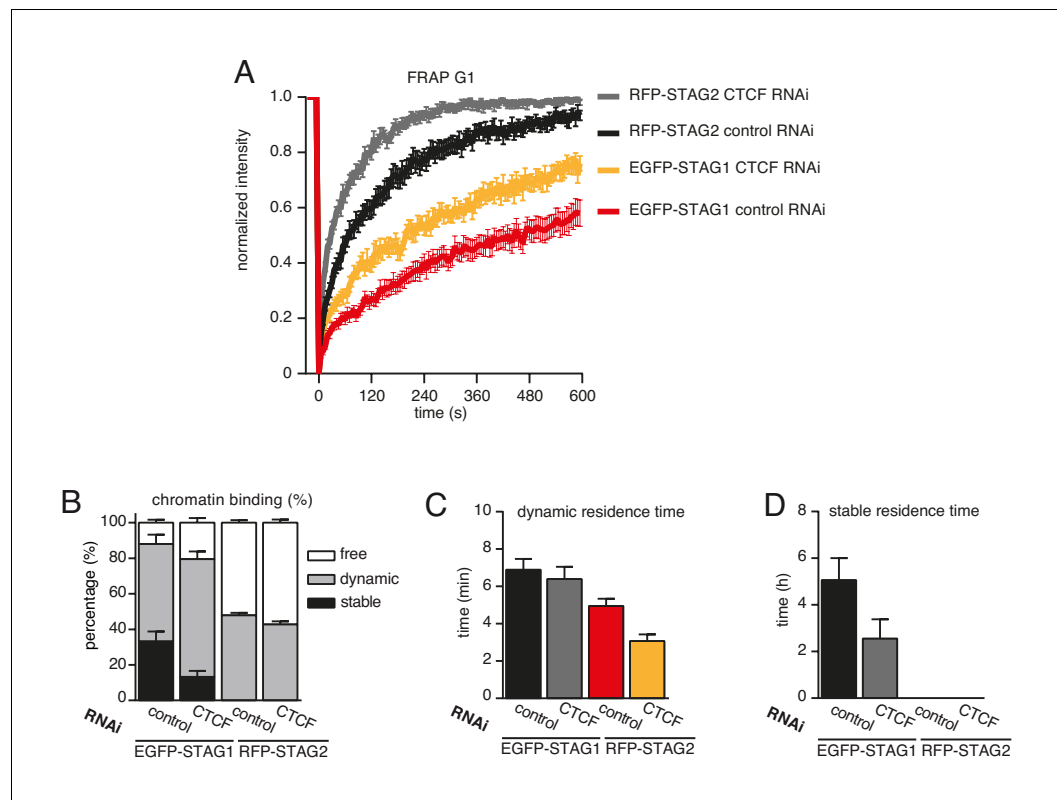 A
FRAP G1
normalized intensity
1.0
0.8
0.6
0.4
0.2
0
0 120 240 360 480 600
time (s)
RFP-STAG2 CTCF RNAi
RFP-STAG2 control RNAi
EGFP-STAG1 CTCF RNAi
EGFP-STAG1 control RNAi
B
chromatin binding (%)
percentage (%)
100
80
60
40
20
0
free
dynamic
stable
RNAi control CTCF control CTCF
EGFP-STAG1 RFP-STAG2
C
dynamic residence time
time (min)
10
8
6
4
2
0
RNAi control CTCF control CTCF
EGFP-STAG1 RFP-STAG2
D
stable residence time
time (h)
8
6
4
2
0
RNAi control CTCF control CTCF
EGFP-STAG1 RFP-STAG2